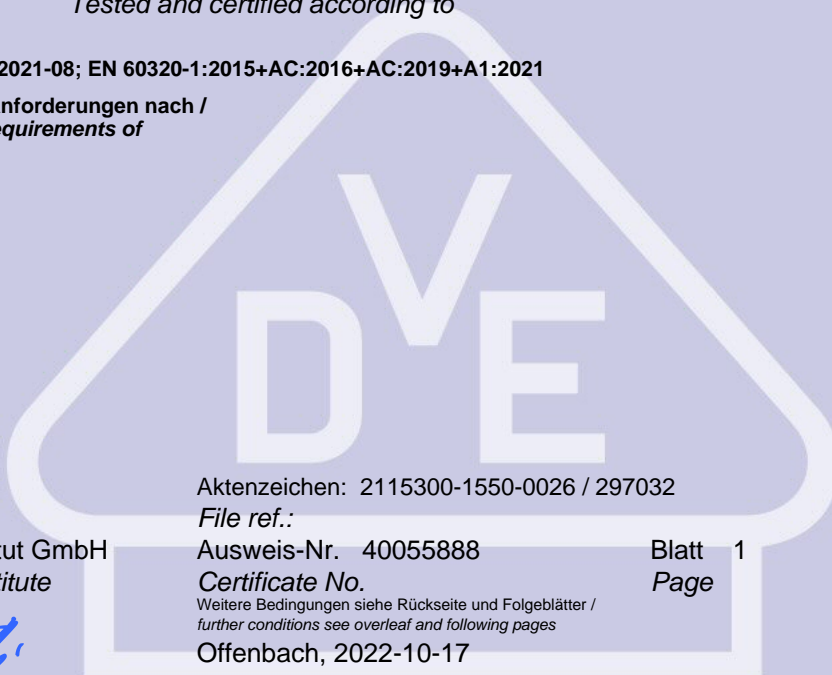 Tested and certified according to
2021-08; EN 60320-1:2015+AC:2016+AC:2019+A1:2021
nforderungen nach /
equirements of
V
D E
Aktenzeichen: 2115300-1550-0026 / 297032
File ref.:
tut GmbH Ausweis-Nr. 40055888 Blatt 1
titute Certificate No. Page
Weitere Bedingungen siehe Rückseite und Folgeblätter /
further conditions see overleaf and following pages
Offenbach, 2022-10-17